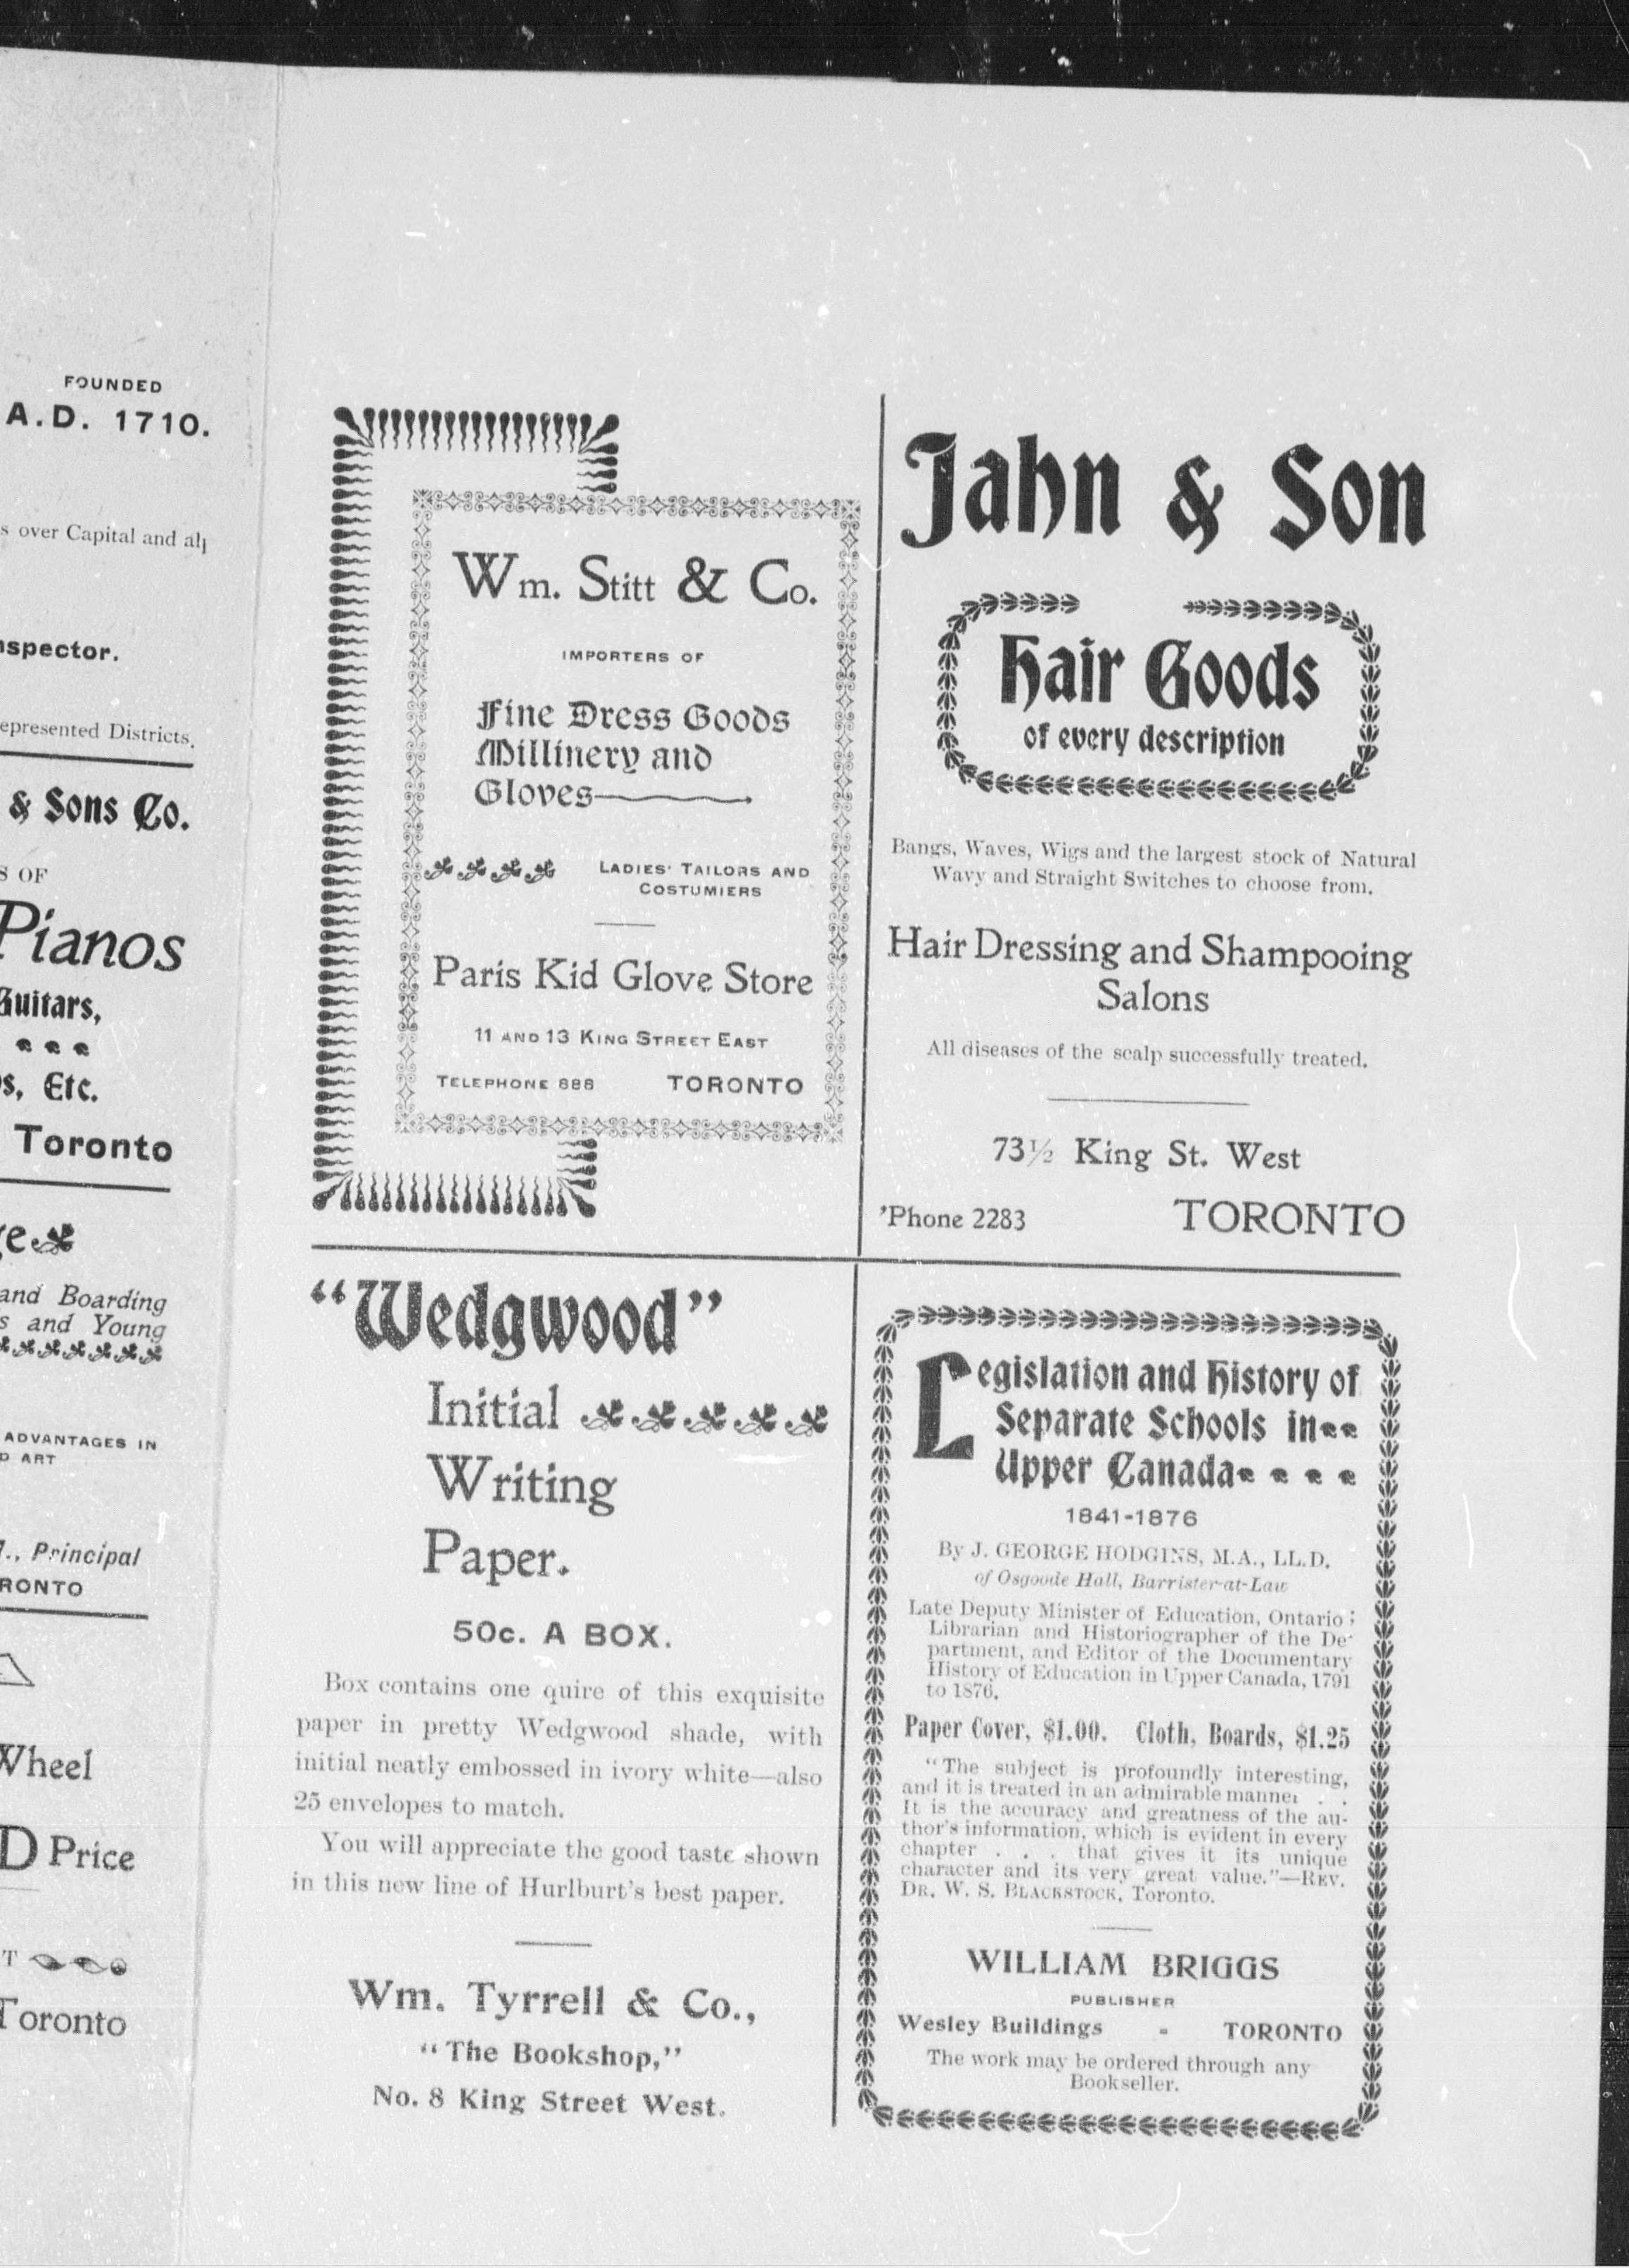 FOUNDED
A.D. 1710.
s over Capital and
nspector.
epresented Districts.
& Sons Co.
S OF
Pianos
Guitars,
s, Etc.
Toronto
and Boarding
s and Young
ADVANTAGES IN
D ART
., Principal
RONTO
Wheel
D Price
T
Toronto
Wm. Stitt & Co.
IMPORTERS OF
Fine Dress Goods
Millinery and
Gloves
LADIES' TAILORS AND
COSTUMIERS
Paris Kid Glove Store
11 AND 13 KING STREET EAST
TELEPHONE 888 TORONTO
Jahn & Son
Hair Goods
of every description
Bangs, Waves, Wigs and the largest stock of Natural
Wavy and Straight Switches to choose from.
Hair Dressing and Shampooing
Salons
All diseases of the scalp successfully treated.
73½ King St. West
'Phone 2283 TORONTO
"Wedgwood"
Initial
Writing
Paper.
50c. A BOX.
Box contains one quire of this exquisite
paper in pretty Wedgwood shade, with
initial neatly embossed in ivory white—also
25 envelopes to match.
You will appreciate the good taste shown
in this new line of Hurlburt's best paper.
Wm. Tyrrell & Co.,
"The Bookshop,"
No. 8 King Street West.
Legislation and History of
Separate Schools in
Upper Canada
1841-1876
By J. GEORGE HODGINS, M.A., LL.D.
of Osgoode Hall, Barrister-at-Law
Late Deputy Minister of Education, Ontario;
Librarian and Historiographer of the De-
partment, and Editor of the Documentary
History of Education in Upper Canada, 1791
to 1876.
Paper Cover, $1.00. Cloth, Boards, $1.25
"The subject is profoundly interesting,
and it is treated in an admirable manner . .
It is the accuracy and greatness of the au-
thor's information, which is evident in every
chapter . . . that gives it its unique
character and its very great value."—REV.
DR. W. S. BLACKSTOCK, Toronto.
WILLIAM BRIGGS
PUBLISHER
Wesley Buildings - TORONTO
The work may be ordered through any
Bookseller.